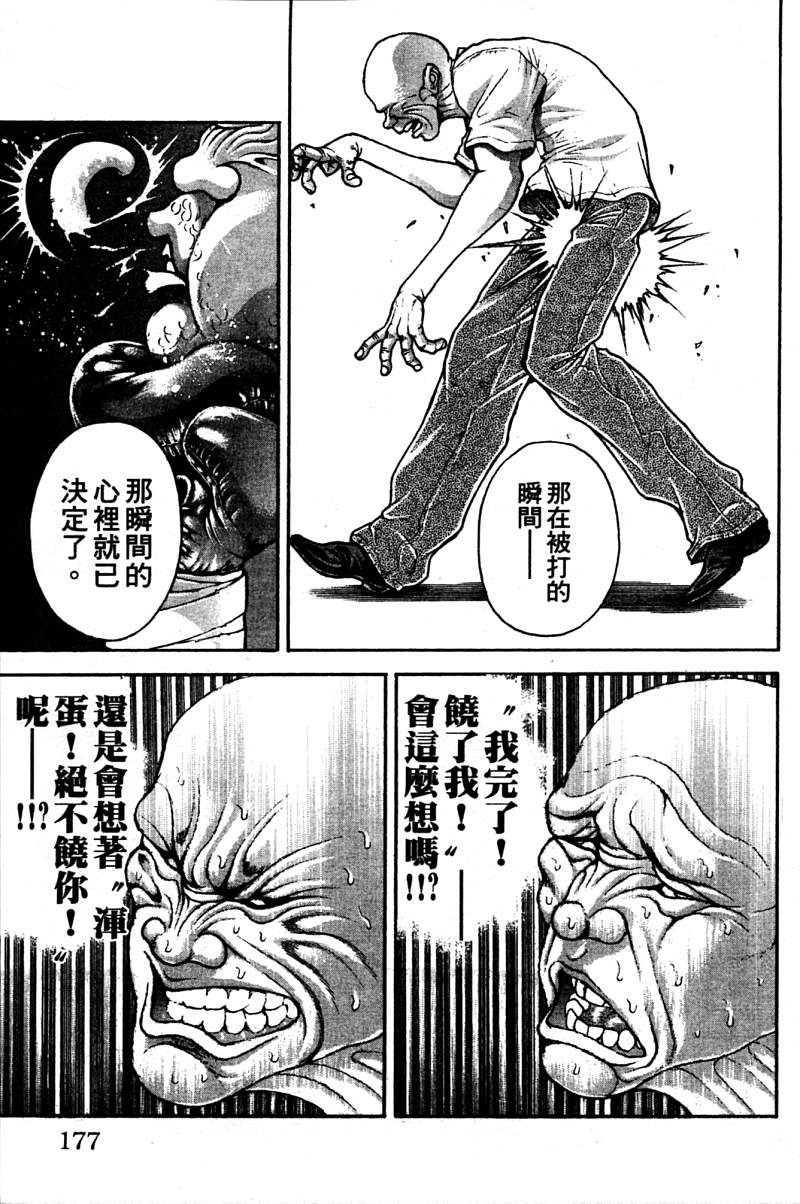 那在被打的
瞬間——
那瞬間的
心裡就已
決定了。
〝我完了！
饒了我！〞——
會這麼想嗎!!?
還是會想著〝渾
蛋！絕不饒你！〞
呢——!!?
177